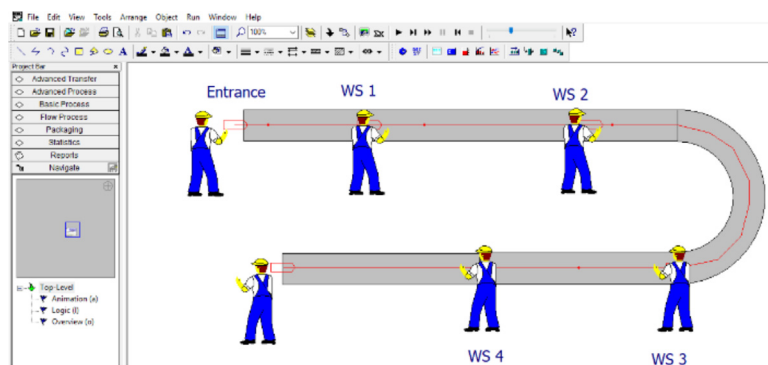 File Edit View Tools Arrange Object Run Window Help
100%
Project Bar
Advanced Transfer
Advanced Process
Basic Process
Flow Process
Packaging
Statistics
Reports
Navigate
Top-Level
Animation (a)
Logic (l)
Overview (o)
Entrance
WS 1
WS 2
WS 4
WS 3